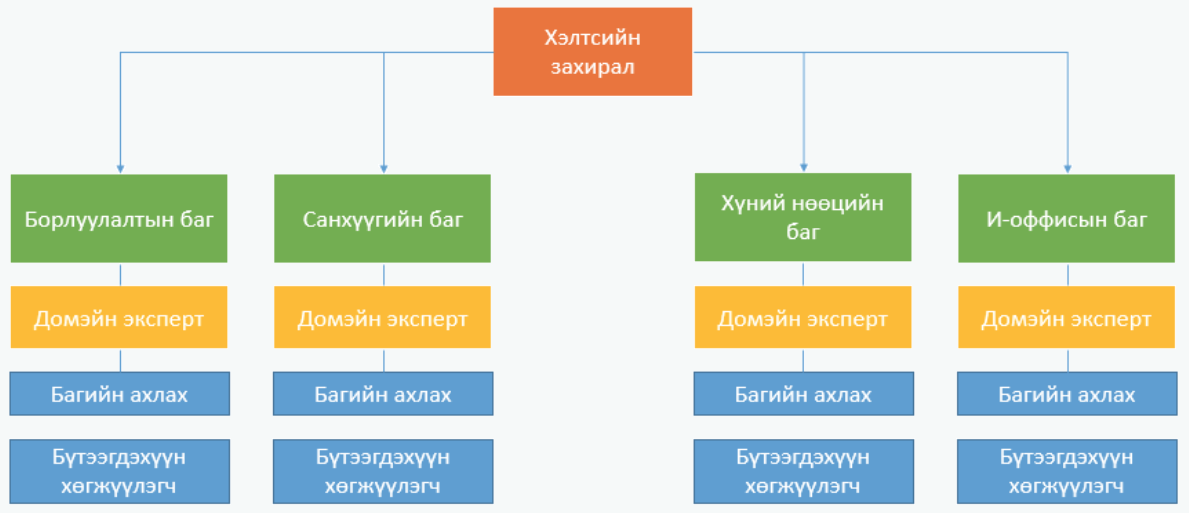 Хэлтсийн
захирал
Борлуулалтын баг
Санхүүгийн баг
Хүний нөөцийн
баг
И-оффисын баг
Домэйн эксперт
Домэйн эксперт
Домэйн эксперт
Домэйн эксперт
Багийн ахлах
Багийн ахлах
Багийн ахлах
Багийн ахлах
Бүтээгдэхүүн
хөгжүүлэгч
Бүтээгдэхүүн
хөгжүүлэгч
Бүтээгдэхүүн
хөгжүүлэгч
Бүтээгдэхүүн
хөгжүүлэгч